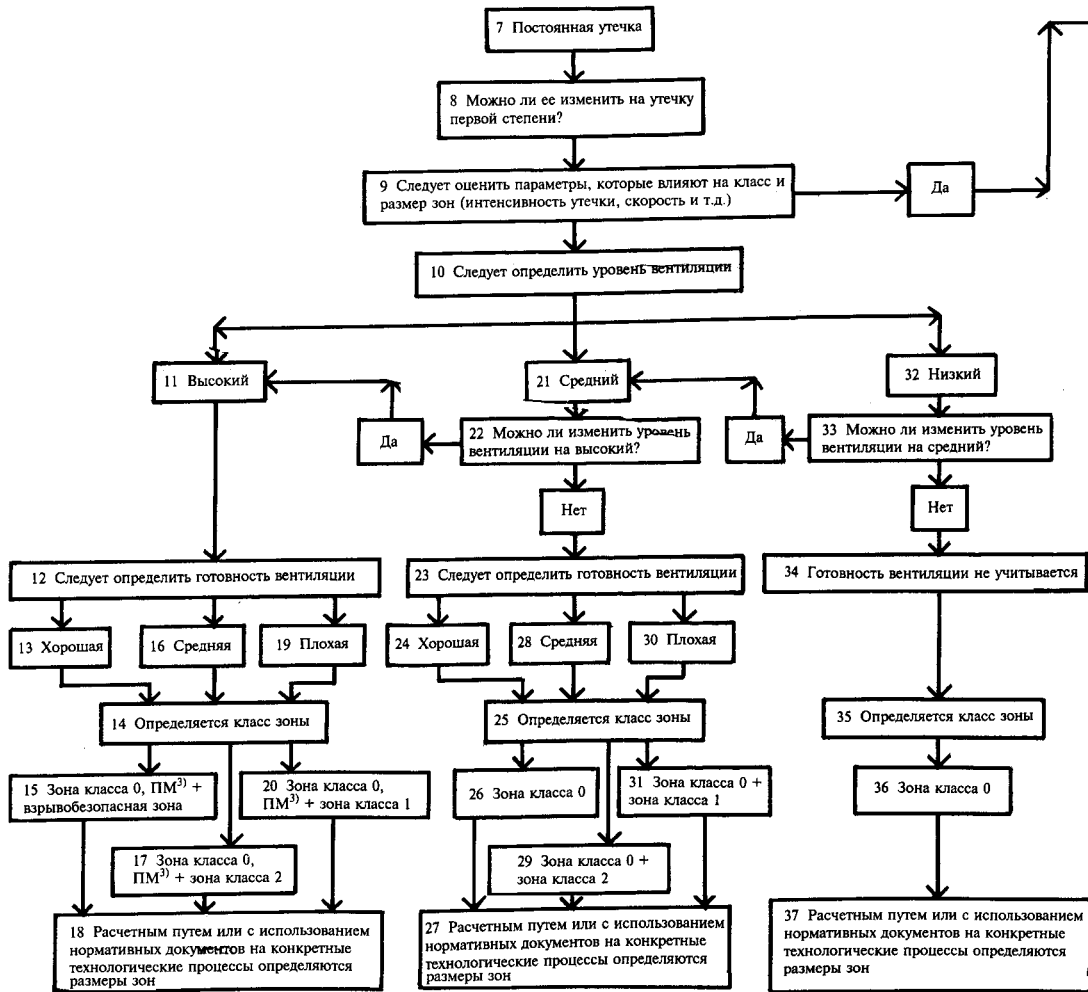 7 Постоянная утечка
8 Можно ли ее изменить на утечку
первой степени?
9 Следует оценить параметры, которые влияют на класс и
размер зон (интенсивность утечки, скорость и т.д.)
Да
10 Следует определить уровень вентиляции
11 Высокий
21 Средний
32 Низкий
Да
22 Можно ли изменить уровень
вентиляции на высокий?
Да
33 Можно ли изменить уровень
вентиляции на средний?
Нет
Нет
12 Следует определить готовность вентиляции
23 Следует определить готовность вентиляции
34 Готовность вентиляции не учитывается
13 Хорошая
16 Средняя
19 Плохая
24 Хорошая
28 Средняя
30 Плохая
14 Определяется класс зоны
25 Определяется класс зоны
35 Определяется класс зоны
15 Зона класса 0, ПМ3) +
взрывобезопасная зона
20 Зона класса 0,
ПМ3) + зона класса 1
26 Зона класса 0
31 Зона класса 0 +
зона класса 1
36 Зона класса 0
17 Зона класса 0,
ПМ3) + зона класса 2
29 Зона класса 0 +
зона класса 2
18 Расчетным путем или с использованием
нормативных документов на конкретные
технологические процессы определяются
размеры зон
27 Расчетным путем или с использованием
нормативных документов на конкретные
технологические процессы определяются
размеры зон
37 Расчетным путем или с использованием
нормативных документов на конкретные
технологические процессы определяются
размеры зон